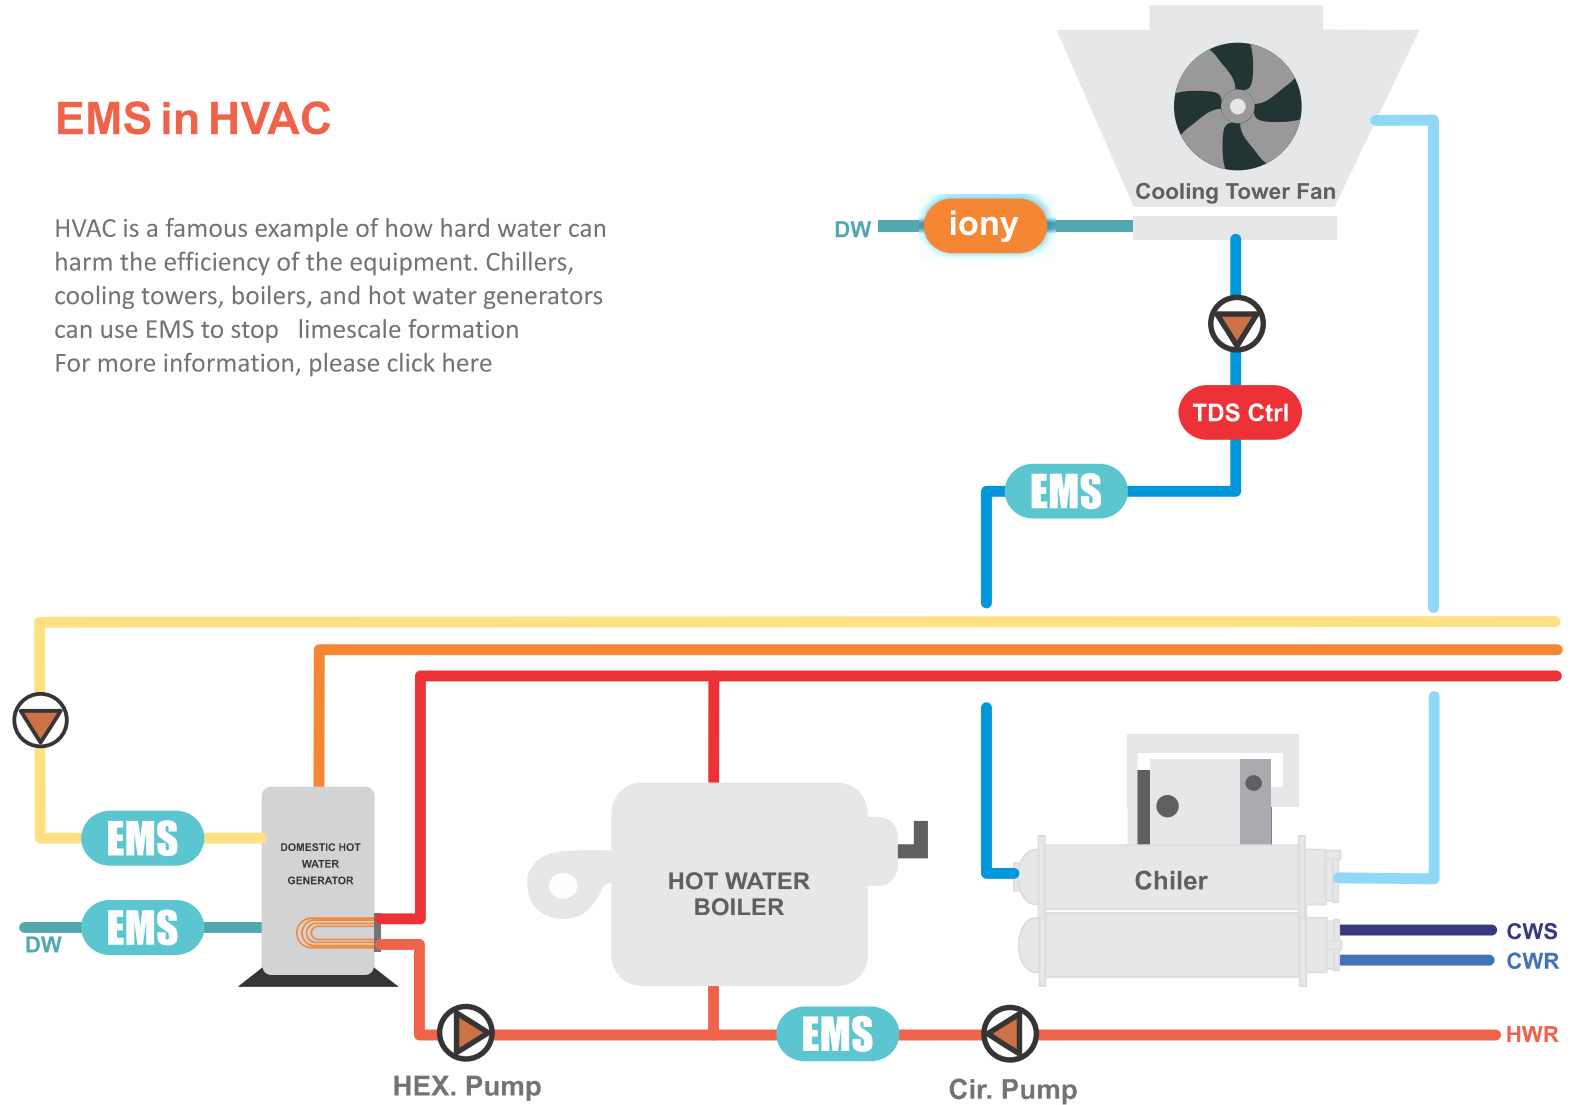 EMS in HVAC
HVAC is a famous example of how hard water can
harm the efficiency of the equipment. Chillers,
cooling towers, boilers, and hot water generators
can use EMS to stop limescale formation
For more information, please click here
Cooling Tower Fan
DW
iony
TDS Ctrl
EMS
EMS
DOMESTIC HOT
WATER
GENERATOR
EMS
DW
HOT WATER
BOILER
Chiler
CWS
CWR
EMS
HWR
HEX. Pump
Cir. Pump